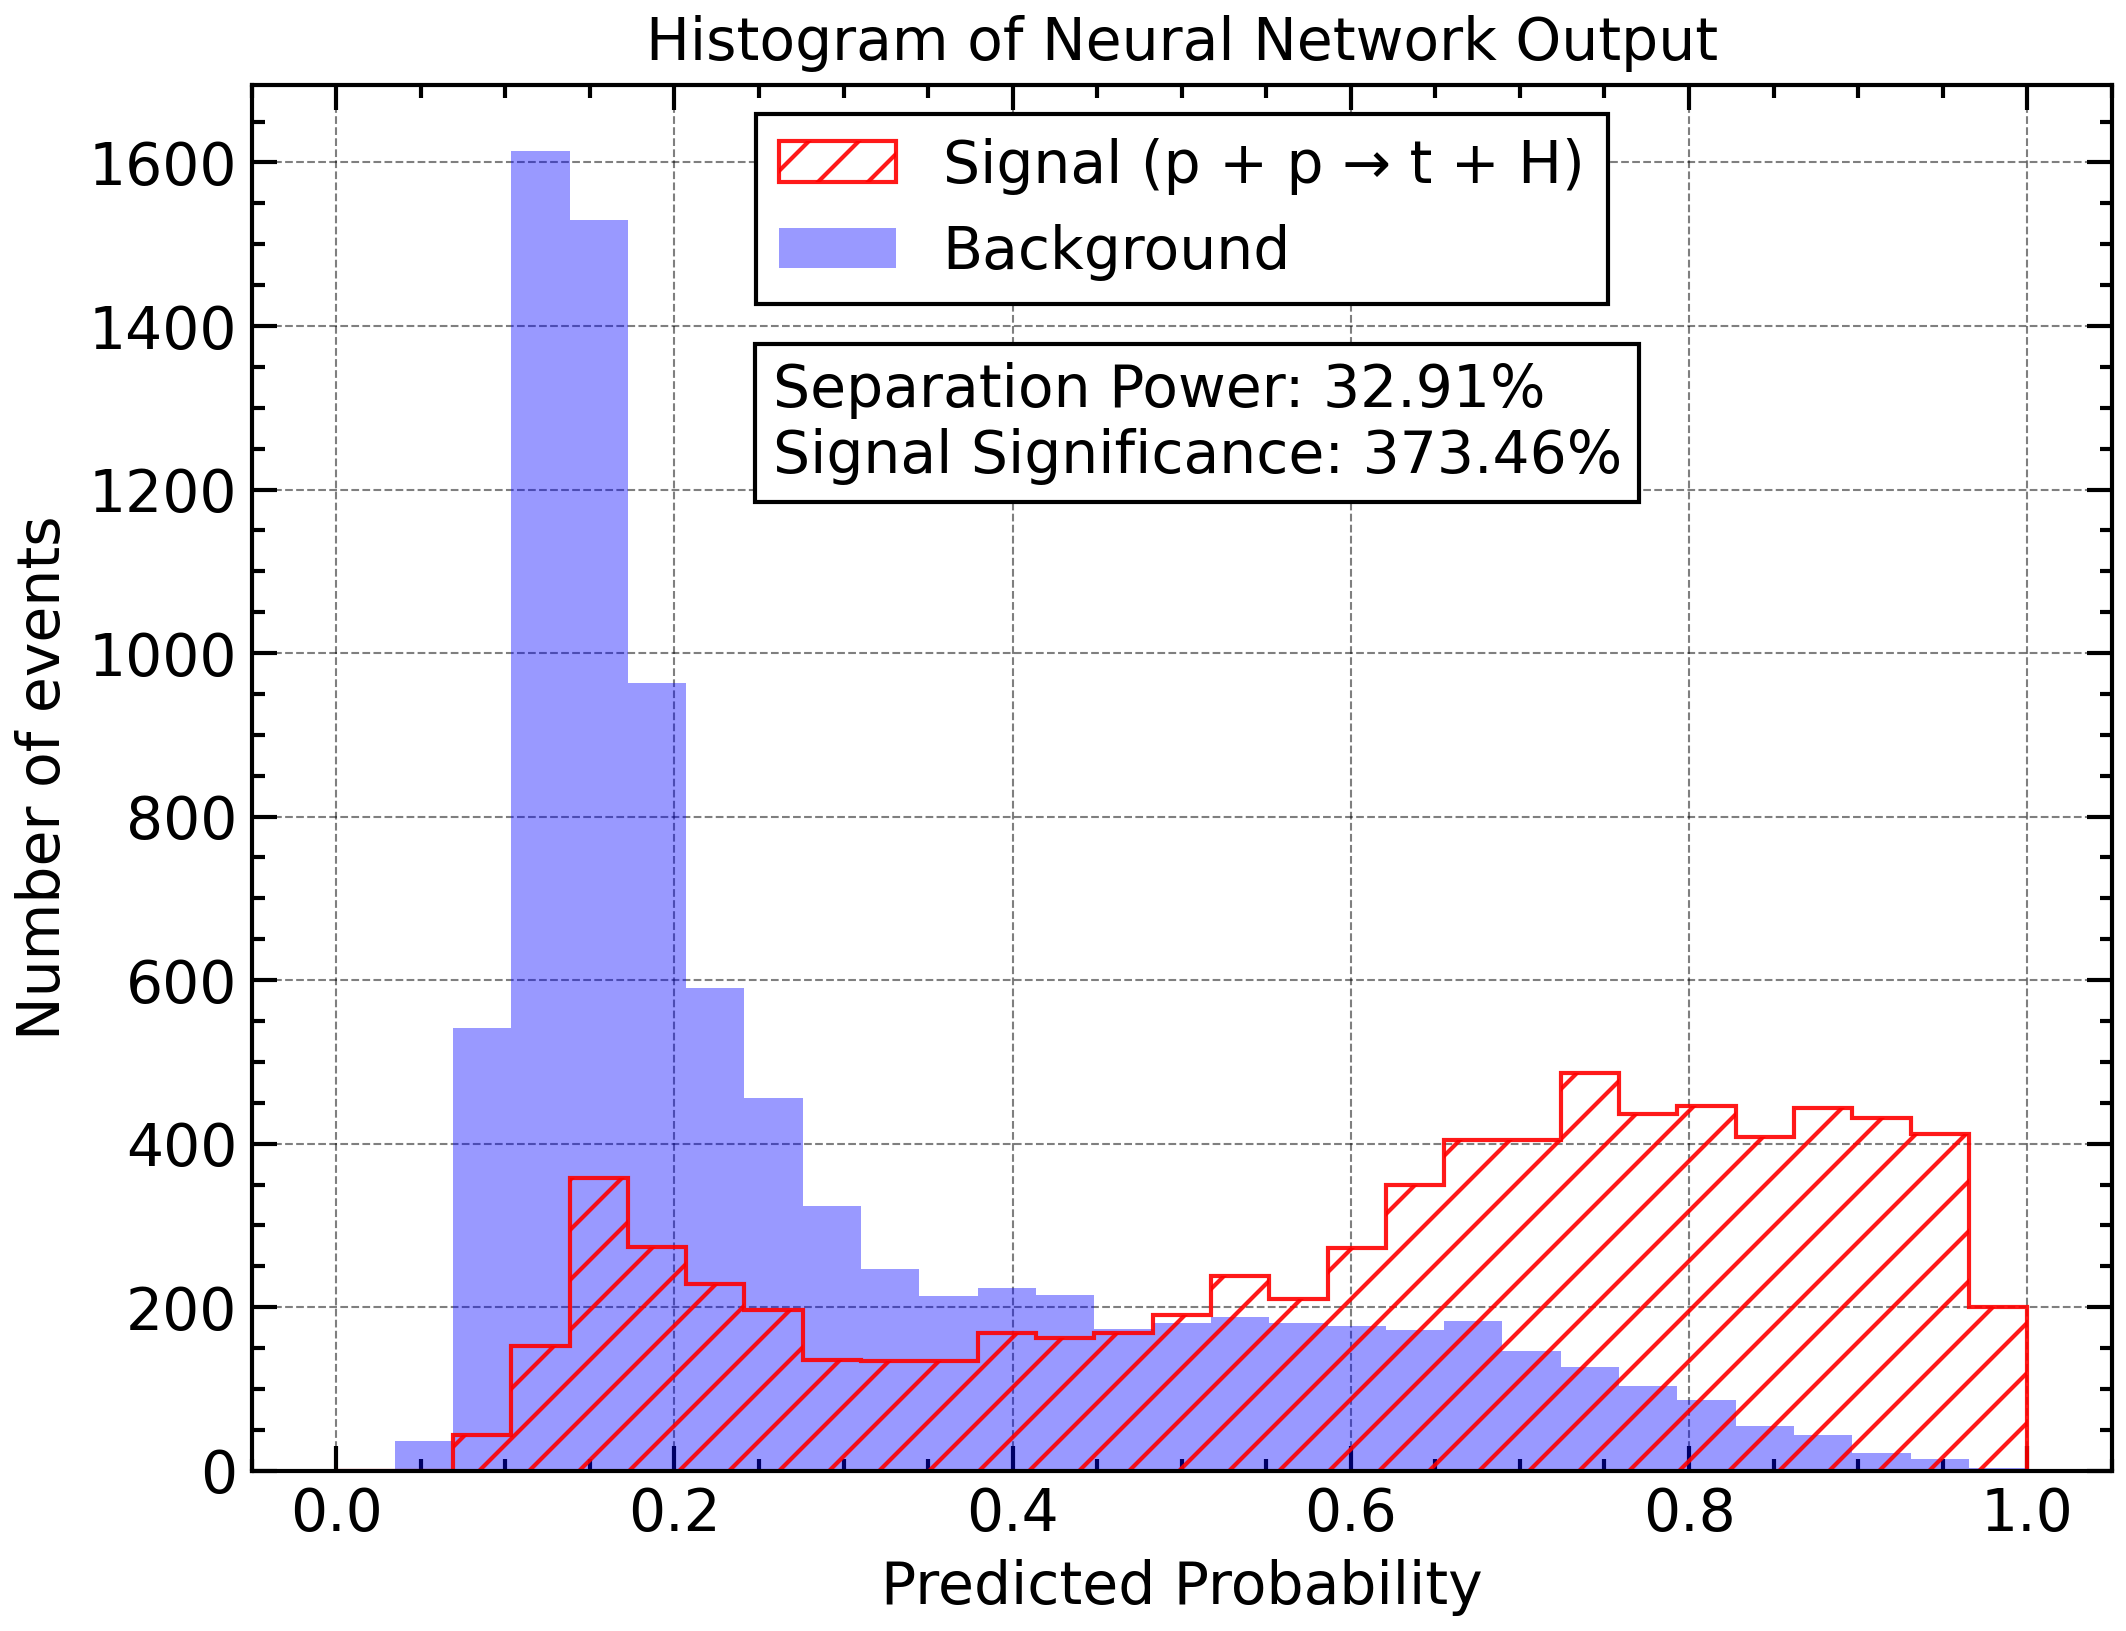 Histogram of Neural Network Output
Signal (p + p → t + H)
Background
Separation Power: 32.91%
Signal Significance: 373.46%
Number of events
1600
1400
1200
1000
800
600
400
200
0
0.0 0.2 0.4 0.6 0.8 1.0
Predicted Probability